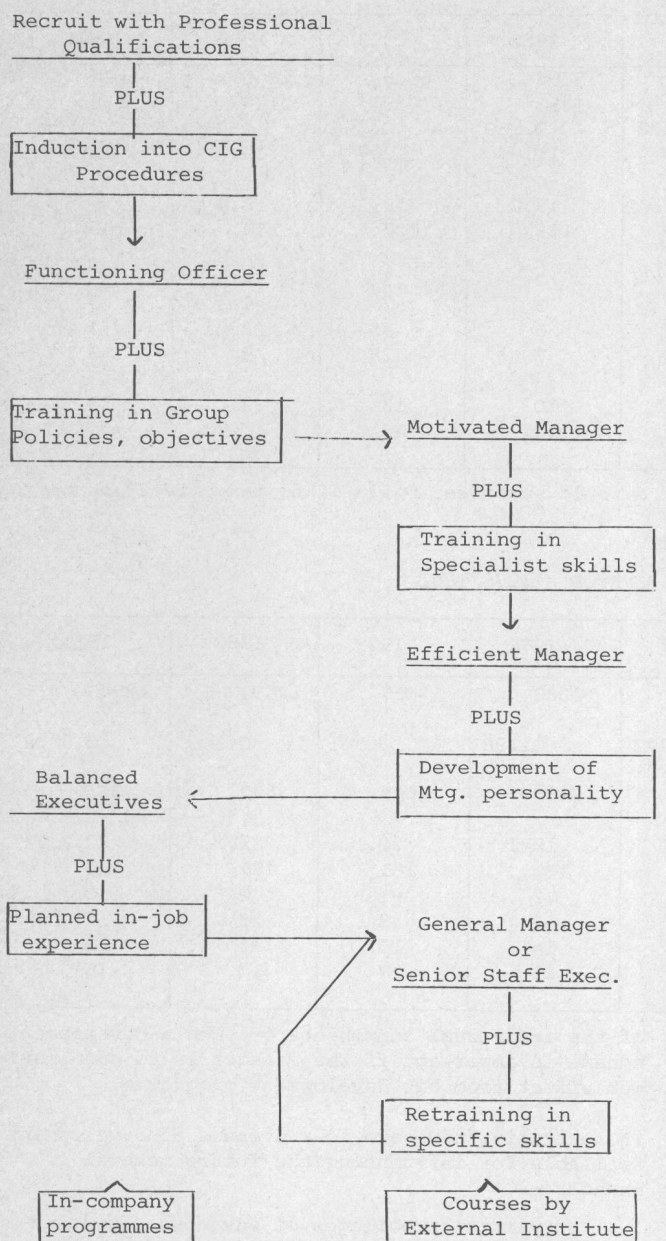 Recruit with Professional
Qualifications
PLUS
Induction into CIG
Procedures
Functioning Officer
PLUS
Training in Group
Policies, objectives
Motivated Manager
PLUS
Training in
Specialist skills
Efficient Manager
PLUS
Development of
Mtg. personality
Balanced
Executives
PLUS
Planned in-job
experience
General Manager
or
Senior Staff Exec.
PLUS
Retraining in
specific skills
In-company
programmes
Courses by
External Institute